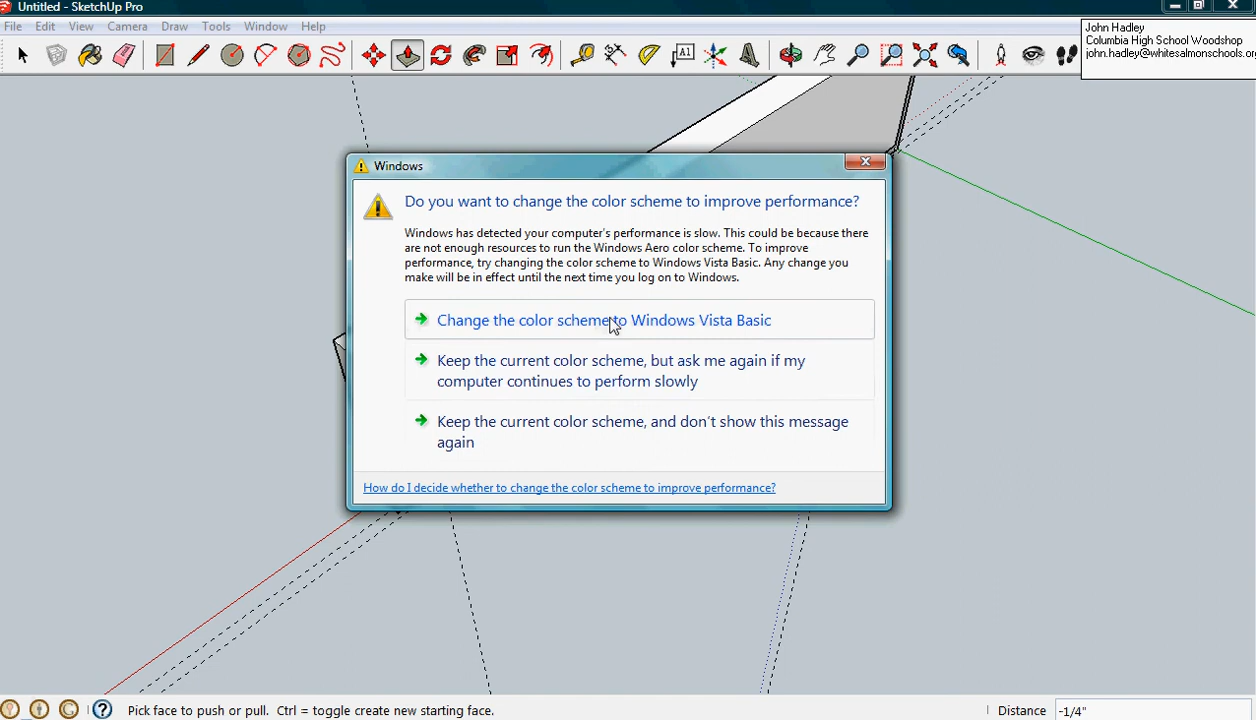 Untitled - SketchUp Pro
File Edit View Camera Draw Tools Window Help
John Hadley
Columbia High School Woodshop
john.hadley@whitesalmonschools.org
A1
Windows
Do you want to change the color scheme to improve performance?
Windows has detected your computer's performance is slow. This could be because there
are not enough resources to run the Windows Aero color scheme. To improve
performance, try changing the color scheme to Windows Vista Basic. Any change you
make will be in effect until the next time you log on to Windows.
Change the color scheme to Windows Vista Basic
Keep the current color scheme, but ask me again if my
computer continues to perform slowly
Keep the current color scheme, and don't show this message
again
How do I decide whether to change the color scheme to improve performance?
Pick face to push or pull. Ctrl = toggle create new starting face.
Distance -1/4"